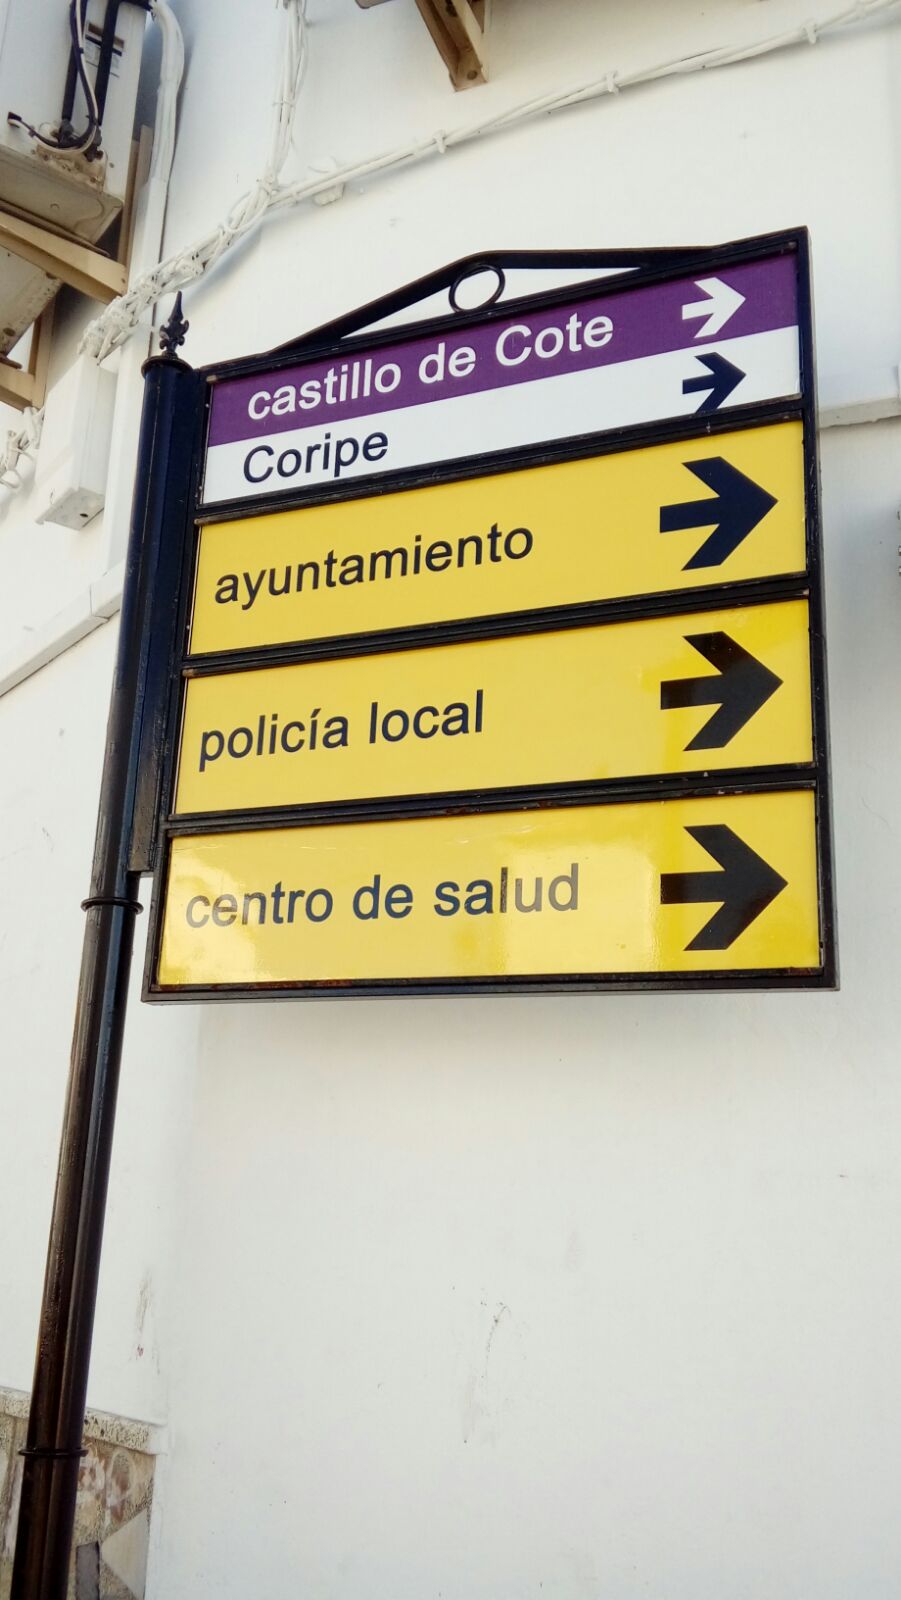 castillo de Cote
Coripe
ayuntamiento
policía local
centro de salud